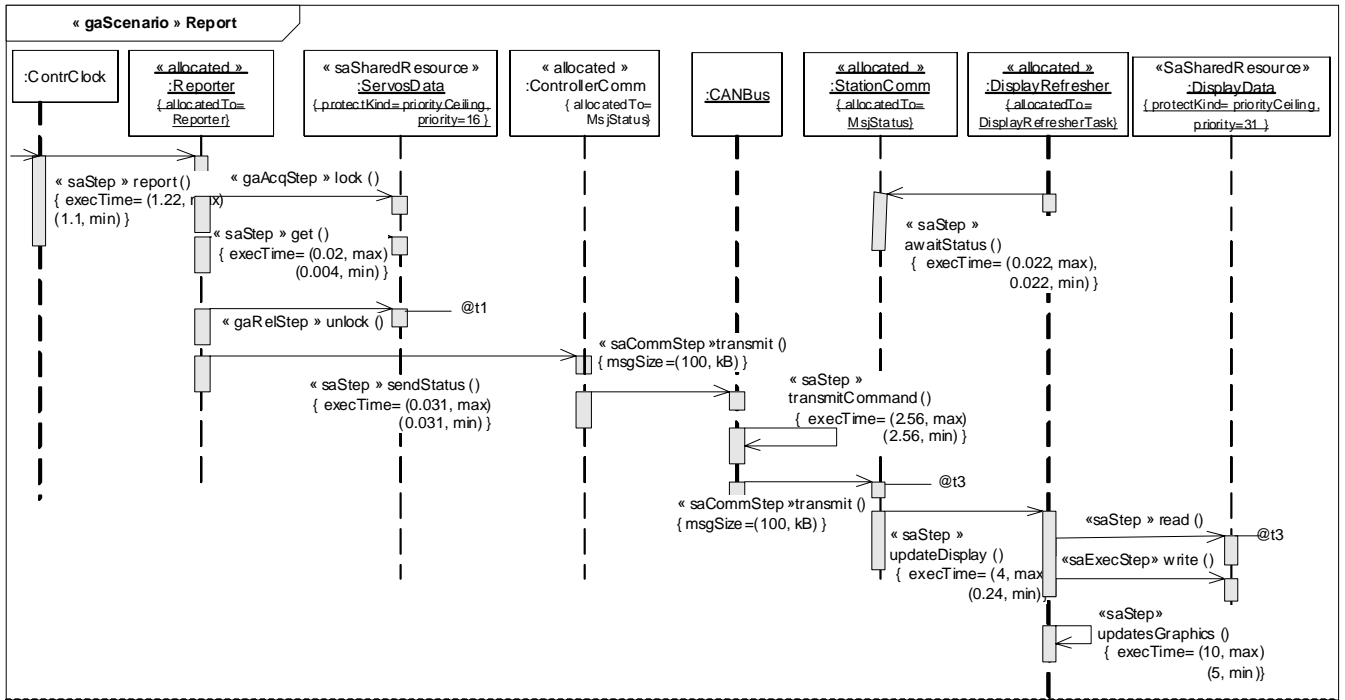 « gaScenario » Report
:ContrClock
« allocated »
:Reporter
{ allocatedTo=
Reporter}
« saSharedResource »
:ServosData
{ protectKind= priorityCeiling,
priority=16 }
« allocated »
:ControllerComm
{ allocatedTo=
MsjStatus}
:CANBus
« allocated »
:StationComm
{ allocatedTo=
MsjStatus}
« allocated »
:DisplayRefresher
{ allocatedTo=
DisplayRefresherTask}
«SaSharedResource»
:DisplayData
{ protectKind= priorityCeiling,
priority=31 }
« saStep » report()
{ execTime= (1.22, max)
(1.1, min) }
« gaAcqStep » lock ()
« saStep » get ()
{ execTime= (0.02, max)
(0.004, min) }
« saStep »
awaitStatus()
{ execTime= (0.022, max),
0.022, min) }
@t1
« gaRelStep » unlock ()
« saCommStep »transmit ()
{ msgSize=(100, kB) }
« saStep » sendStatus()
{ execTime= (0.031, max)
(0.031, min) }
« saStep »
transmitCommand()
{ execTime= (2.56, max)
(2.56, min) }
@t3
« saCommStep »transmit ()
{ msgSize=(100, kB) }
« saStep »
updateDisplay ()
{ execTime= (4, max
(0.24, min)}
«saStep » read ()
@t3
«saExecStep» write ()
«saStep»
updatesGraphics ()
{ execTime= (10, max)
(5, min)}